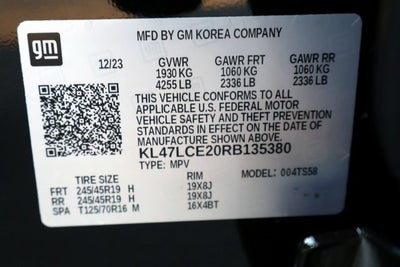 gm
MFD BY GM KOREA COMPANY
12/23 GVWR GAWR FRT GAWR RR
1930 KG 1060 KG 1060 KG
4255 LB 2336 LB 2336 LB
THIS VEHICLE CONFORMS TO ALL
APPLICABLE U.S. FEDERAL MOTOR
VEHICLE SAFETY AND THEFT PREVENTION
STANDARDS IN EFFECT ON THE DATE OF
MANUFACTURE SHOWN ABOVE.
KL47LCE20RB135380
TYPE: MPV MODEL: 004TS58
TIRE SIZE RIM
FRT 245/45R19 H 19X8J
RR 245/45R19 H 19X8J
SPA T125/70R16 M 16X4BT